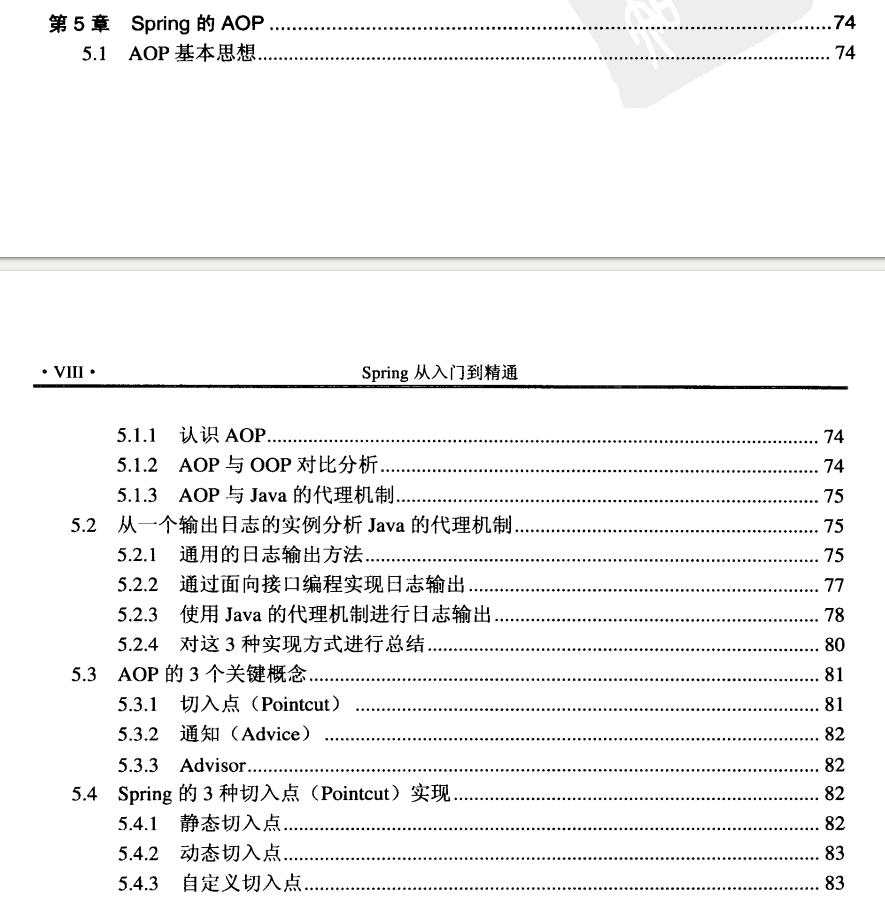 第 5 章 Spring 的 AOP ........................................ 74
5.1 AOP 基本思想........................................ 74
• VIII • Spring 从入门到精通
5.1.1 认识 AOP........................................ 74
5.1.2 AOP 与 OOP 对比分析........................................ 74
5.1.3 AOP 与 Java 的代理机制........................................ 75
5.2 从一个输出日志的实例分析 Java 的代理机制........................................ 75
5.2.1 通用的日志输出方法........................................ 75
5.2.2 通过面向接口编程实现日志输出........................................ 77
5.2.3 使用 Java 的代理机制进行日志输出........................................ 78
5.2.4 对这 3 种实现方式进行总结........................................ 80
5.3 AOP 的 3 个关键概念........................................ 81
5.3.1 切入点（Pointcut） ........................................ 81
5.3.2 通知（Advice） ........................................ 82
5.3.3 Advisor........................................ 82
5.4 Spring 的 3 种切入点（Pointcut）实现........................................ 82
5.4.1 静态切入点........................................ 82
5.4.2 动态切入点........................................ 83
5.4.3 自定义切入点........................................ 83